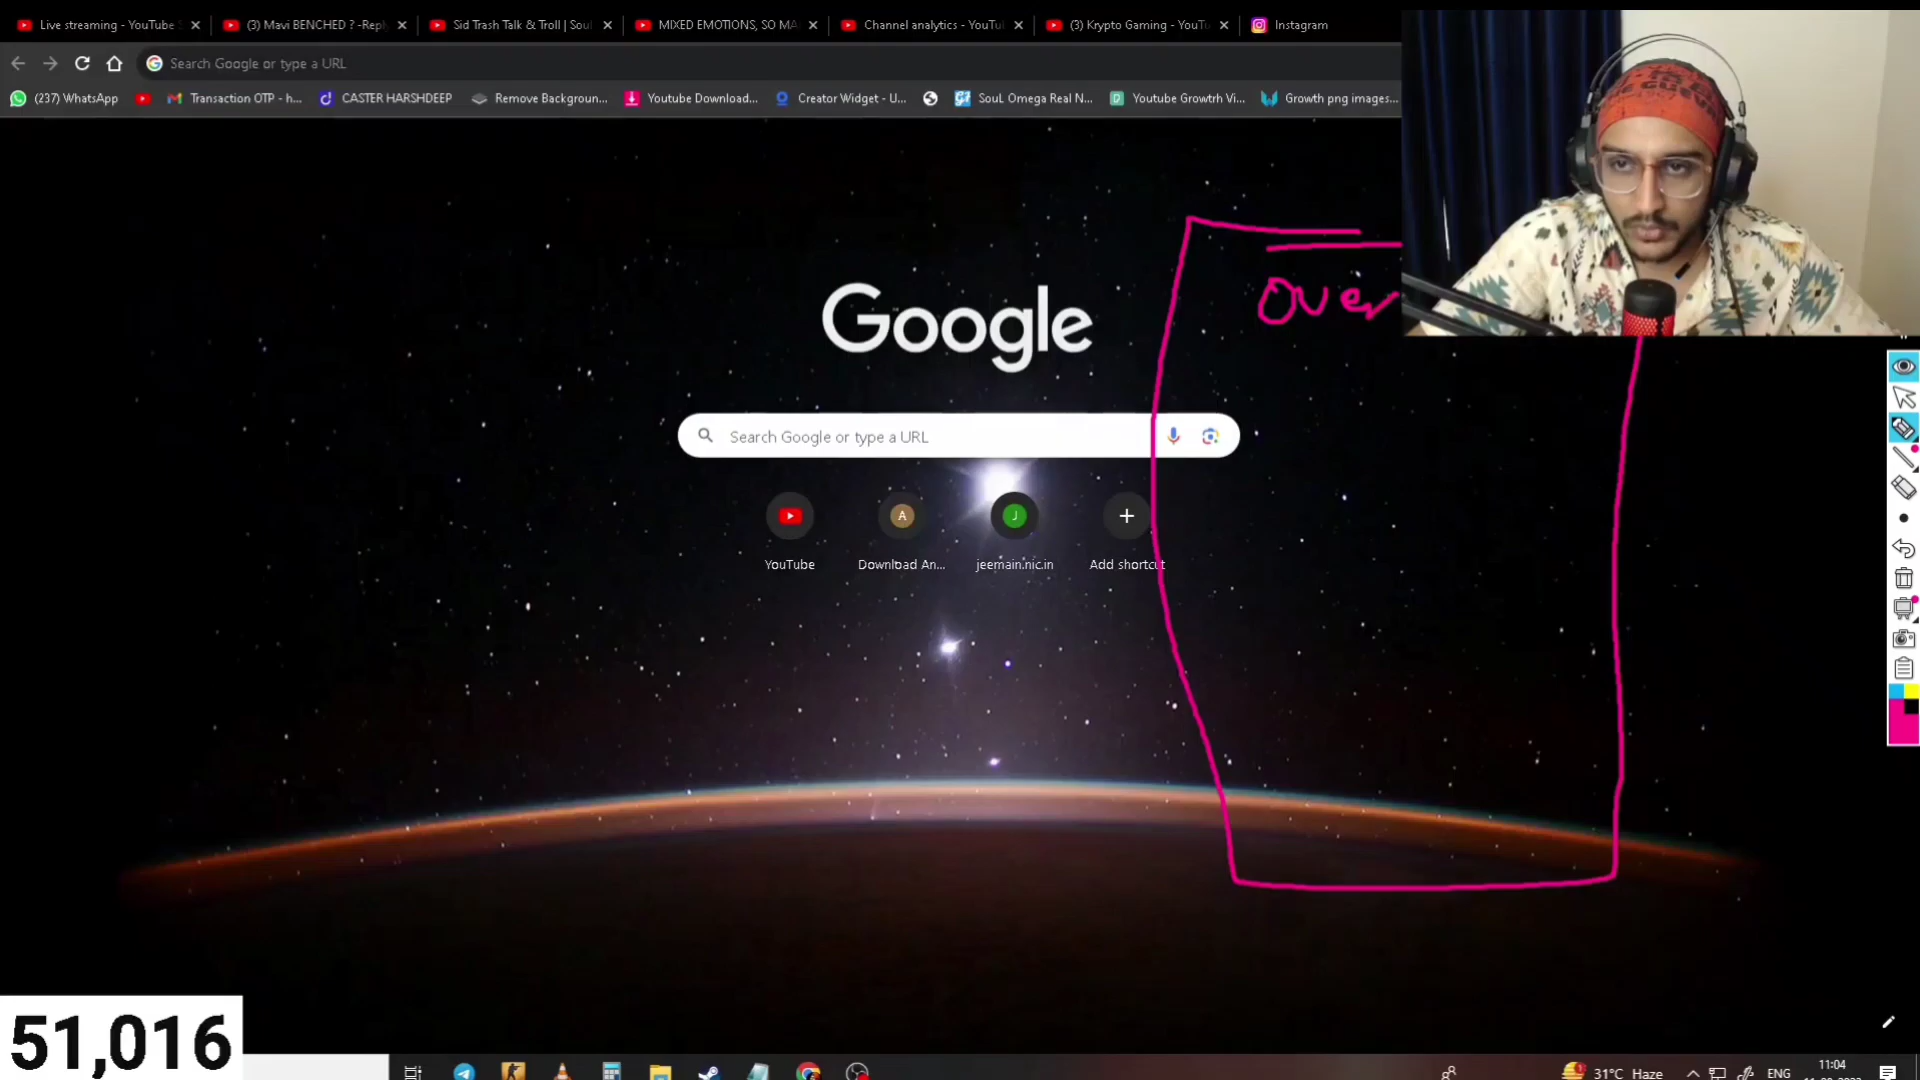 Live streaming - YouTube
(3) Mavi BENCHED ? -Reply
Sid Trash Talk & Troll | Soul
MIXED EMOTIONS, SO MA
Channel analytics - YouTu
(3) Krypto Gaming - YouTu
Instagram
Search Google or type a URL
(237) WhatsApp
Transaction OTP - h...
CASTER HARSHDEEP
Remove Backgroun...
Youtube Download...
Creator Widget - U...
SouL Omega Real N...
Youtube Growtrh Vi...
Growth png images...
Over
Google
Search Google or type a URL
A
J
YouTube
Download An...
jeemain.nic.in
Add shortcut
51,016
31°C Haze
ENG
11:04